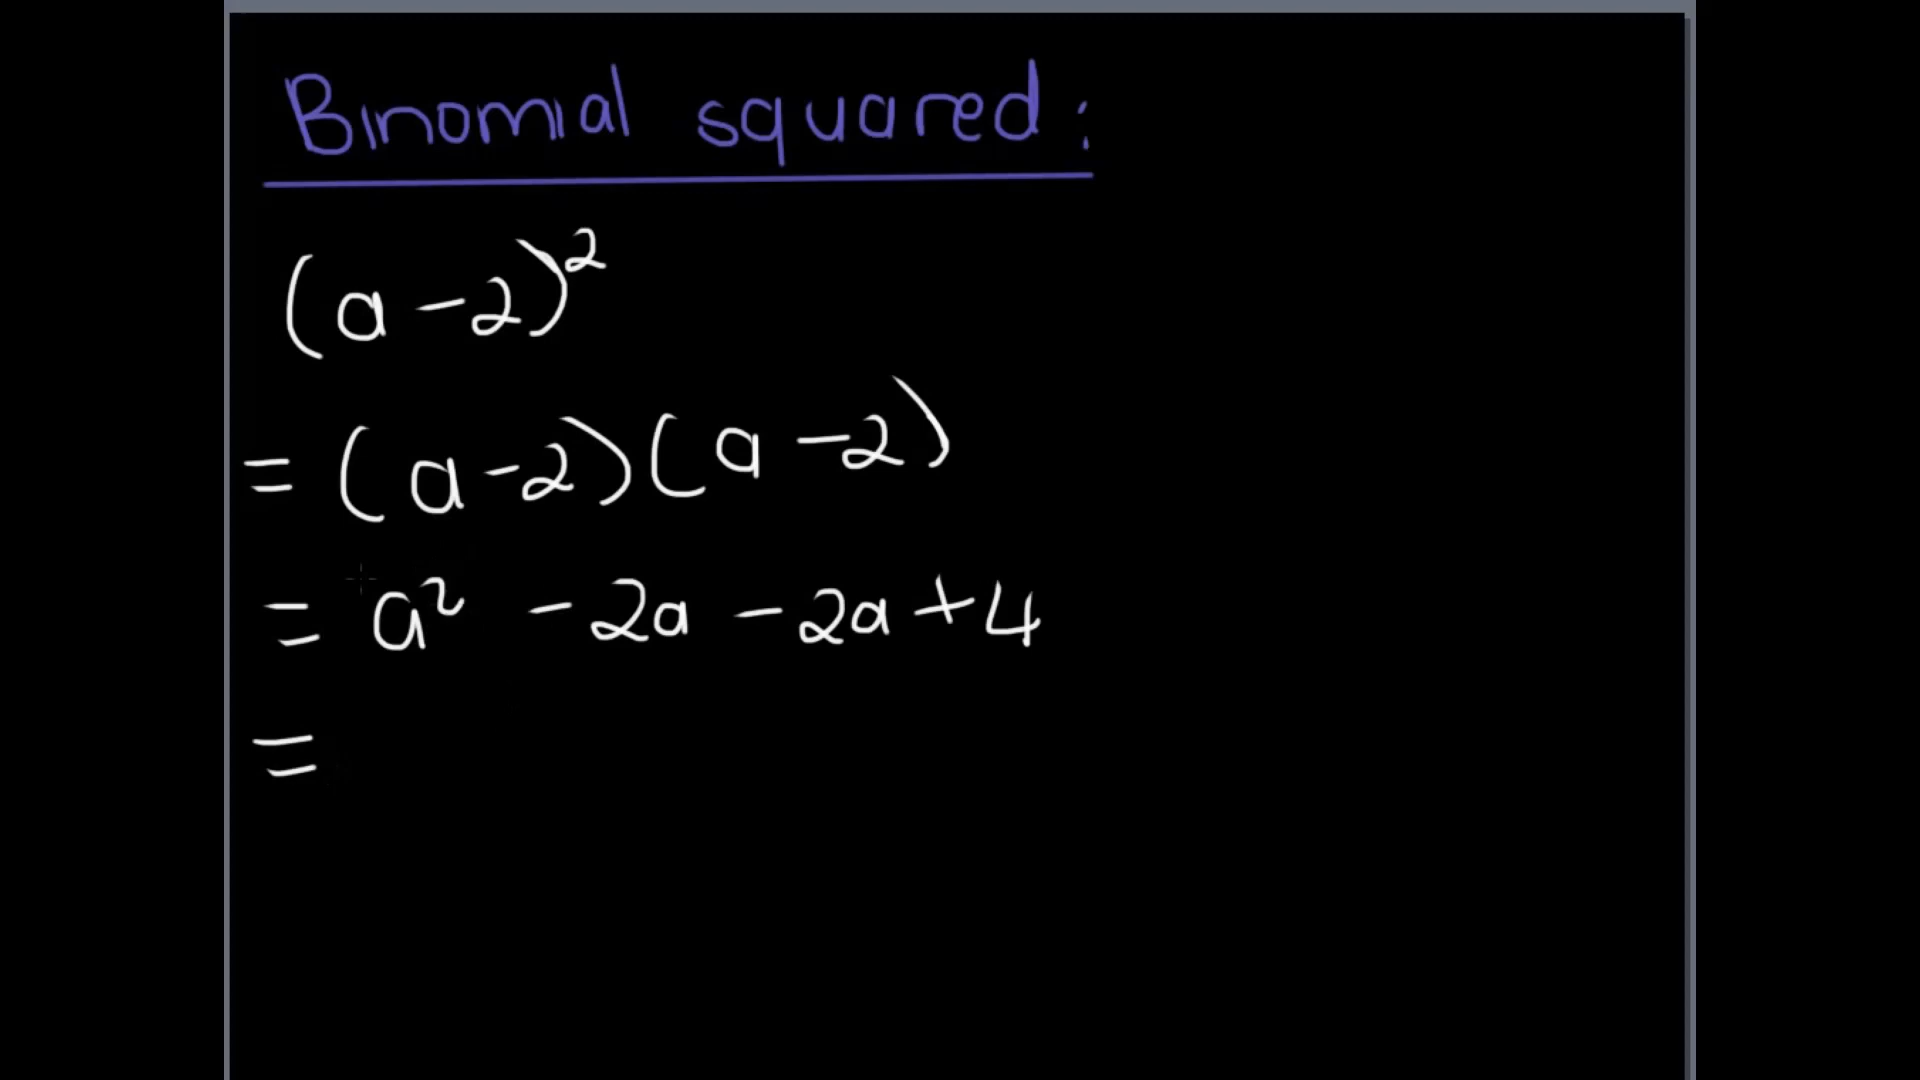 Binomial squared:
(a-2)²
= (a-2)(a-2)
= a² - 2a - 2a + 4
=